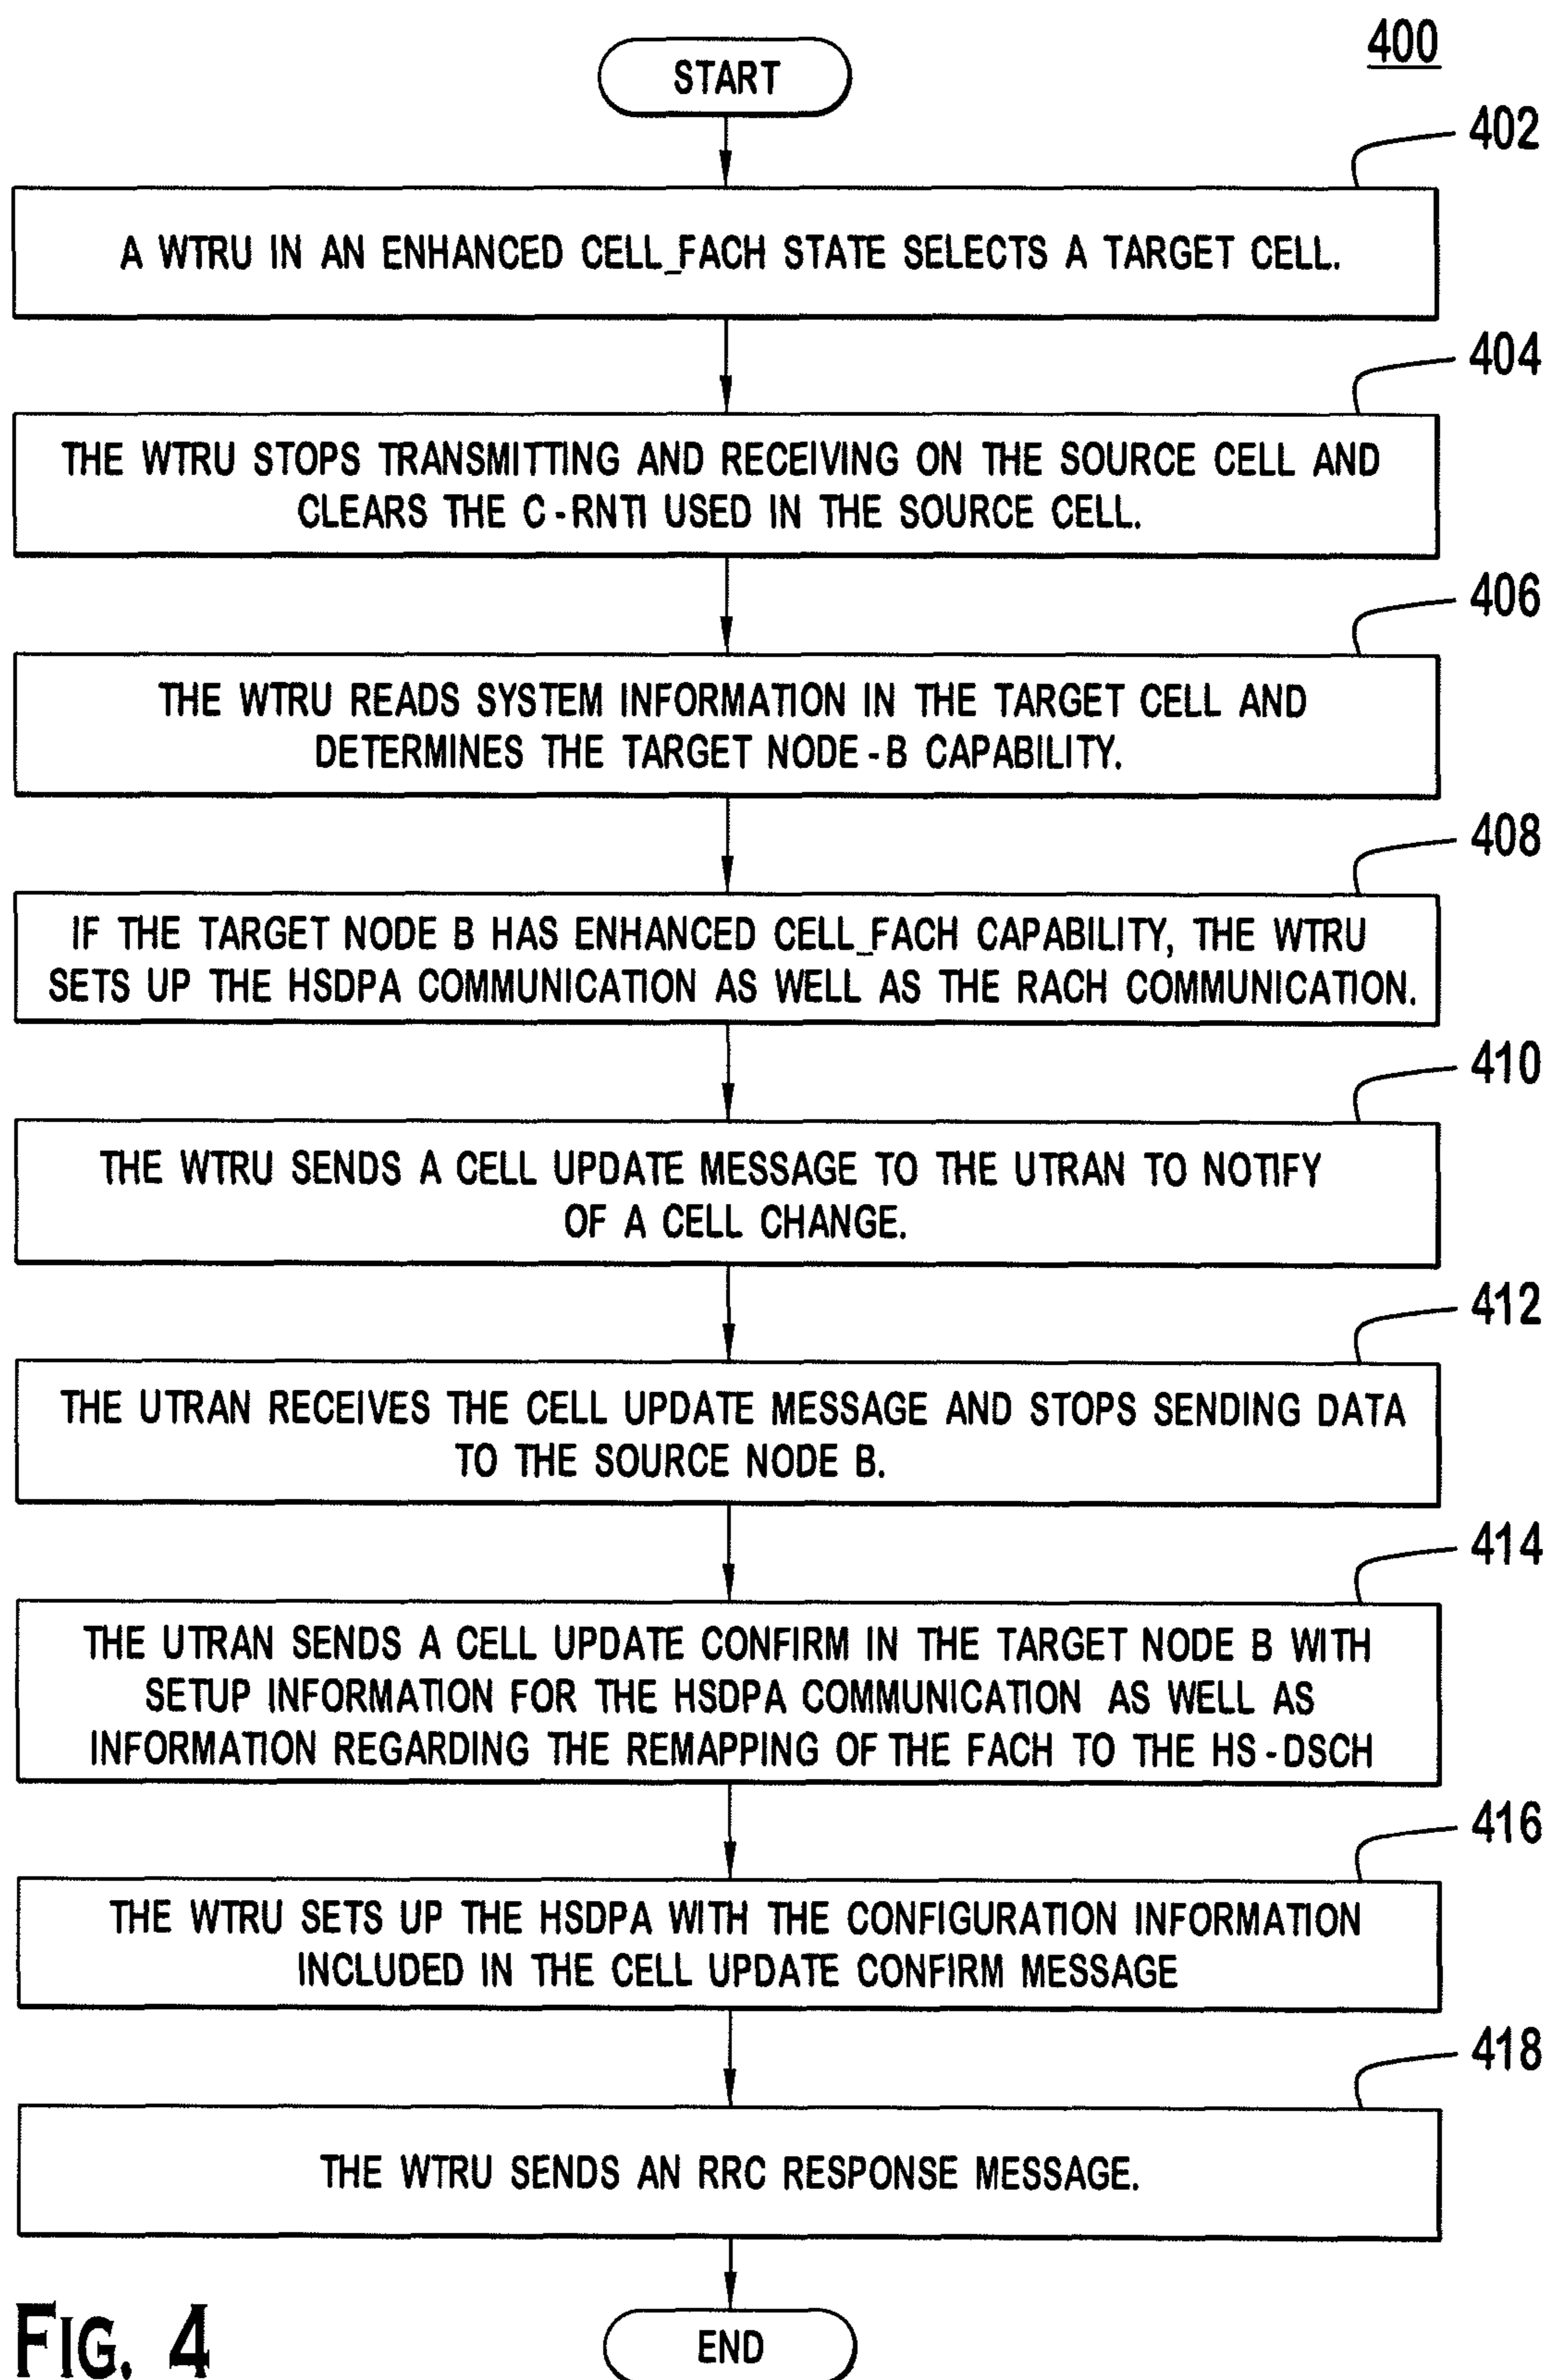 400
START
402
A WTRU IN AN ENHANCED CELL_FACH STATE SELECTS A TARGET CELL.
404
THE WTRU STOPS TRANSMITTING AND RECEIVING ON THE SOURCE CELL AND
CLEARS THE C-RNTI USED IN THE SOURCE CELL.
406
THE WTRU READS SYSTEM INFORMATION IN THE TARGET CELL AND
DETERMINES THE TARGET NODE-B CAPABILITY.
408
IF THE TARGET NODE B HAS ENHANCED CELL_FACH CAPABILITY, THE WTRU
SETS UP THE HSDPA COMMUNICATION AS WELL AS THE RACH COMMUNICATION.
410
THE WTRU SENDS A CELL UPDATE MESSAGE TO THE UTRAN TO NOTIFY
OF A CELL CHANGE.
412
THE UTRAN RECEIVES THE CELL UPDATE MESSAGE AND STOPS SENDING DATA
TO THE SOURCE NODE B.
414
THE UTRAN SENDS A CELL UPDATE CONFIRM IN THE TARGET NODE B WITH
SETUP INFORMATION FOR THE HSDPA COMMUNICATION AS WELL AS
INFORMATION REGARDING THE REMAPPING OF THE FACH TO THE HS-DSCH
416
THE WTRU SETS UP THE HSDPA WITH THE CONFIGURATION INFORMATION
INCLUDED IN THE CELL UPDATE CONFIRM MESSAGE
418
THE WTRU SENDS AN RRC RESPONSE MESSAGE.
END
FIG. 4